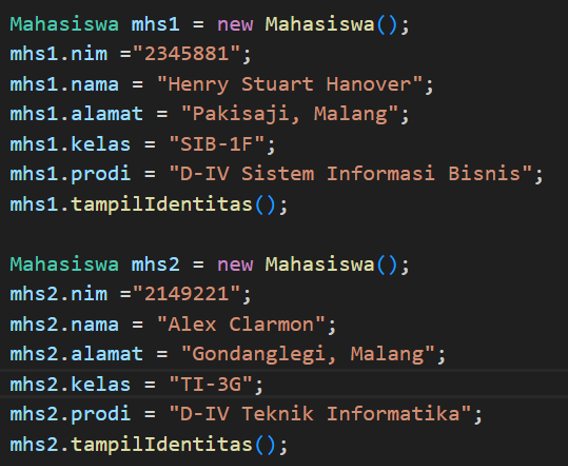 Mahasiswa mhs1 = new Mahasiswa();
mhs1.nim ="2345881";
mhs1.nama = "Henry Stuart Hanover";
mhs1.alamat = "Pakisaji, Malang";
mhs1.kelas = "SIB-1F";
mhs1.prodi = "D-IV Sistem Informasi Bisnis";
mhs1.tampilIdentitas();
Mahasiswa mhs2 = new Mahasiswa();
mhs2.nim ="2149221";
mhs2.nama = "Alex Clarmon";
mhs2.alamat = "Gondanglegi, Malang";
mhs2.kelas = "TI-3G";
mhs2.prodi = "D-IV Teknik Informatika";
mhs2.tampilIdentitas();